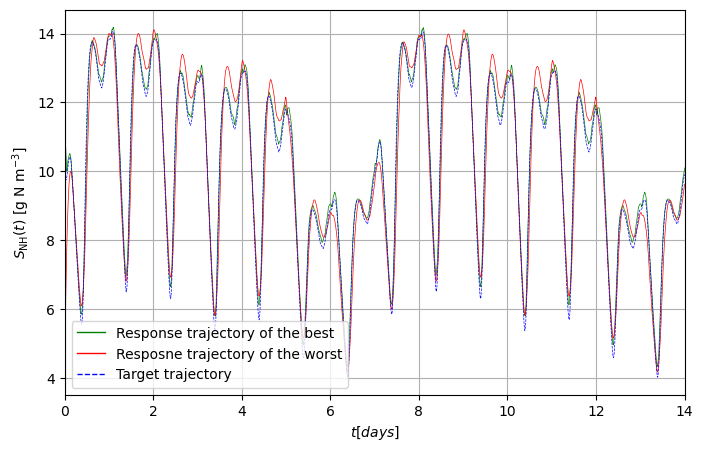 14
12
10
8
6
4
S_NH(t) [g N m⁻³]
Response trajectory of the best
Resposne trajectory of the worst
Target trajectory
0 2 4 6 8 10 12 14
t[days]